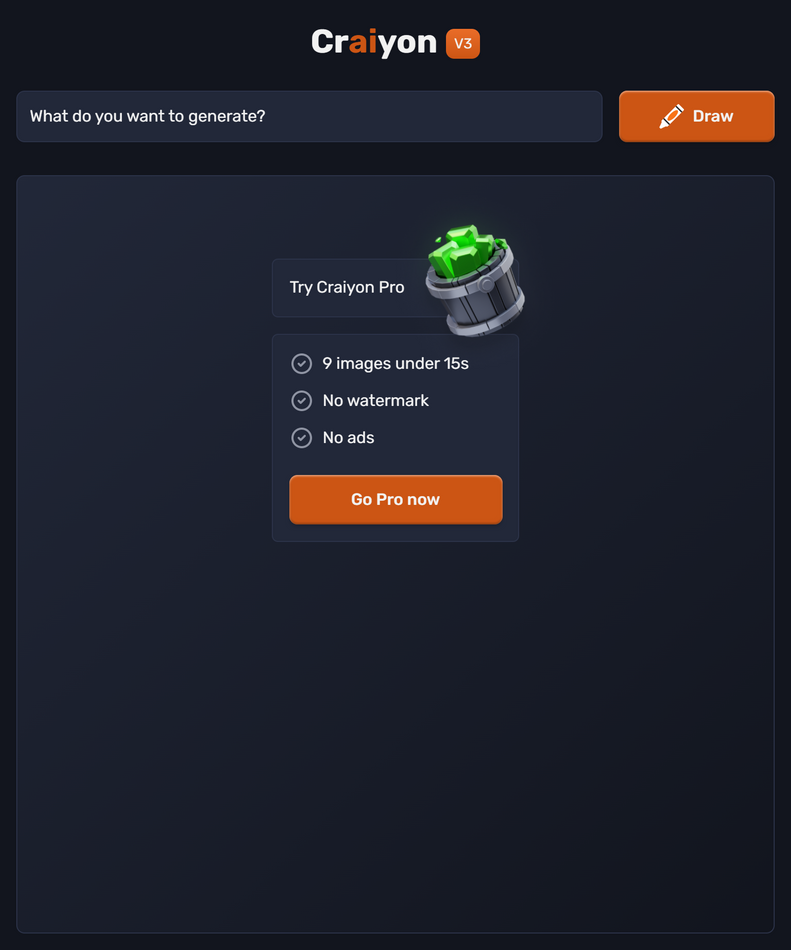 Craiyon V3
What do you want to generate?
Draw
Try Craiyon Pro
9 images under 15s
No watermark
No ads
Go Pro now